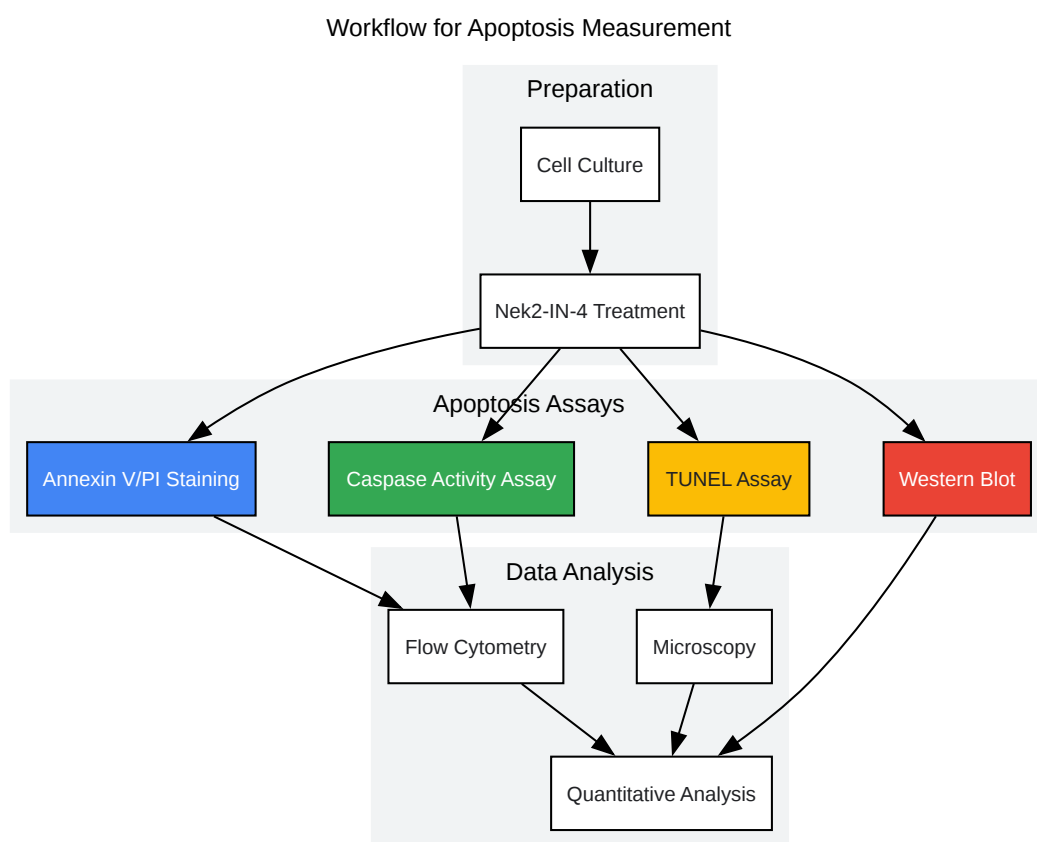 Workflow for Apoptosis Measurement
Preparation
Cell Culture
Nek2-IN-4 Treatment
Apoptosis Assays
Annexin V/PI Staining
Caspase Activity Assay
TUNEL Assay
Western Blot
Data Analysis
Flow Cytometry
Microscopy
Quantitative Analysis